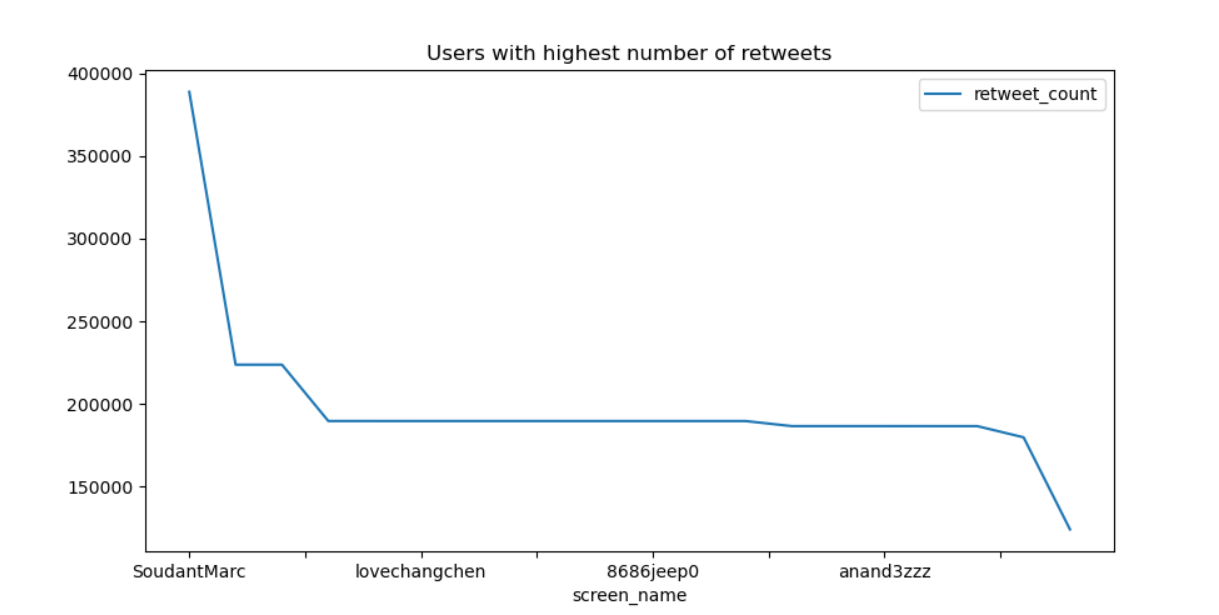 Users with highest number of retweets
400000
350000
300000
250000
200000
150000
retweet_count
SoudantMarc lovechangchen 8686jeep0 anand3zzz
screen_name